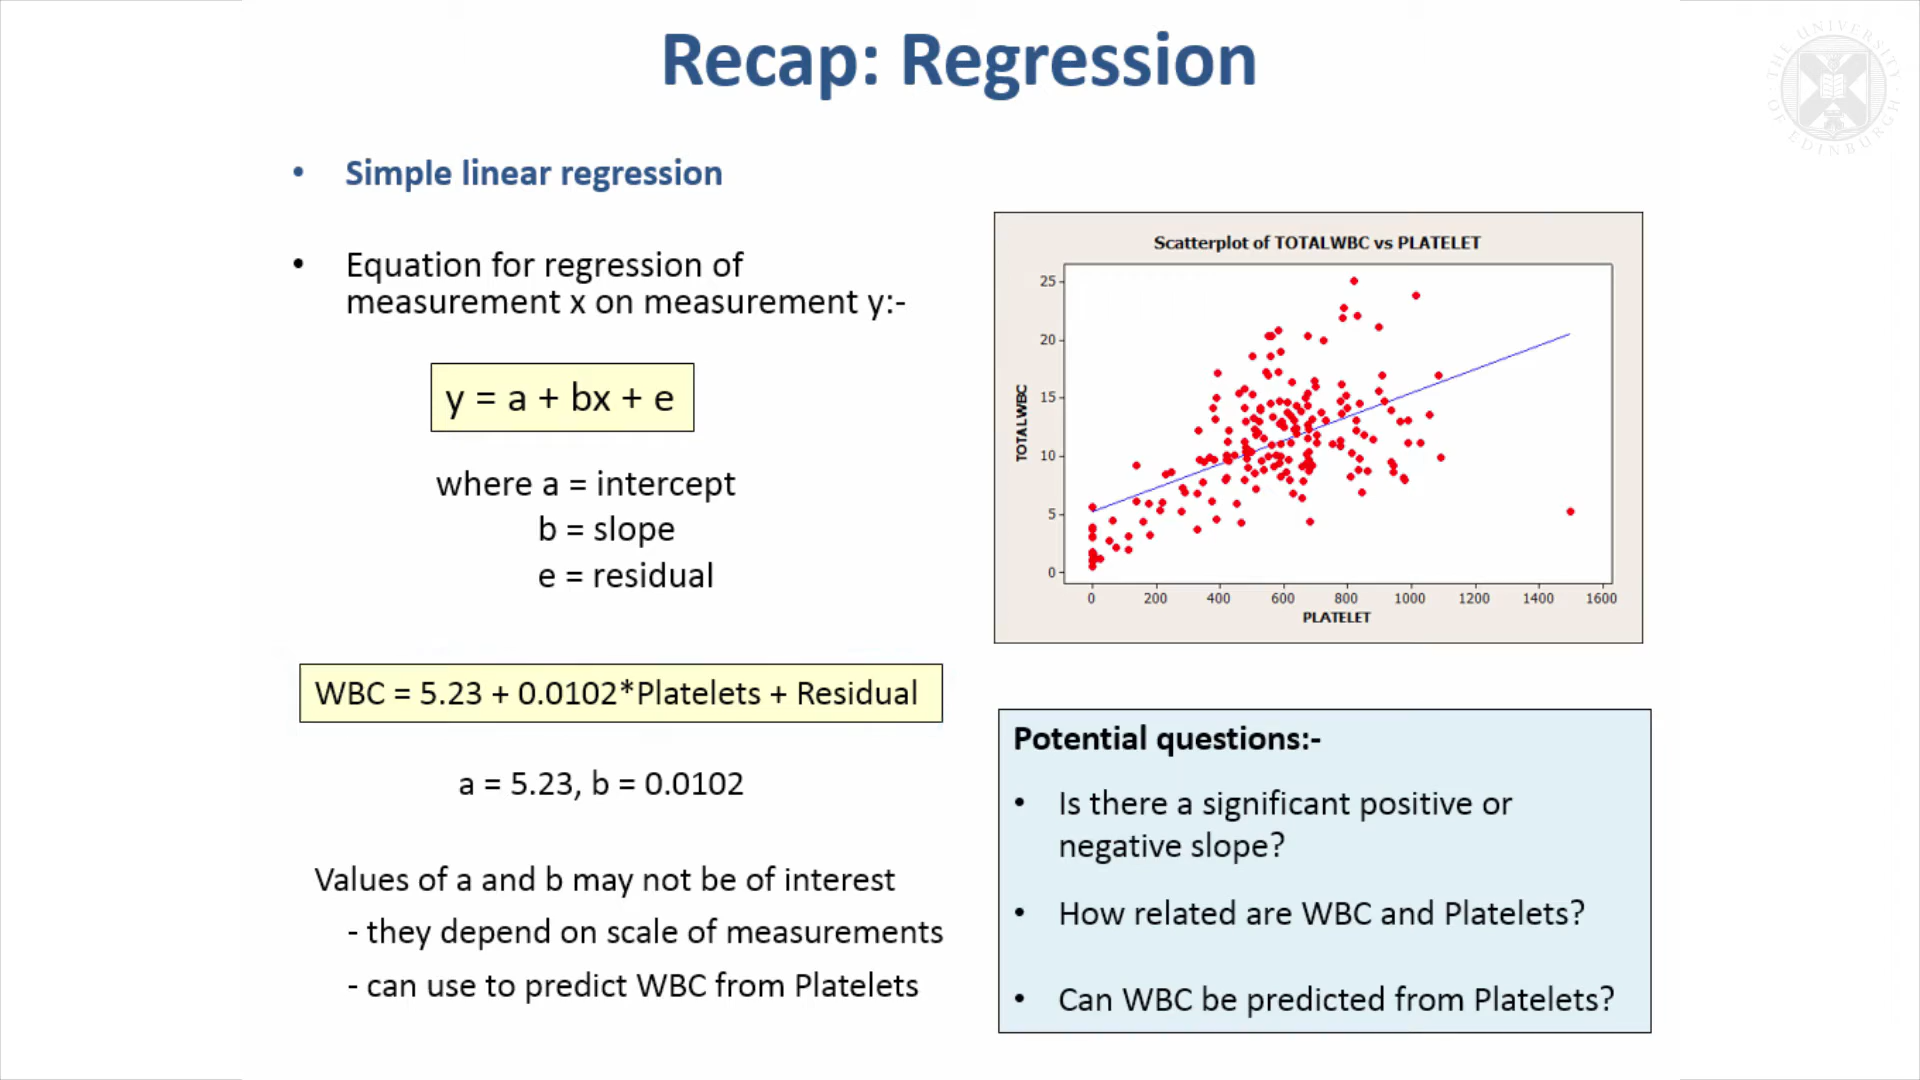 Recap: Regression
THE UNIVERSITY OF EDINBURGH
• Simple linear regression
• Equation for regression of
measurement x on measurement y:-
y = a + bx + e
where a = intercept
b = slope
e = residual
WBC = 5.23 + 0.0102*Platelets + Residual
a = 5.23, b = 0.0102
Values of a and b may not be of interest
- they depend on scale of measurements
- can use to predict WBC from Platelets
Scatterplot of TOTALWBC vs PLATELET
TOTALWBC
25
20
15
10
5
0
0 200 400 600 800 1000 1200 1400 1600
PLATELET
Potential questions:-
• Is there a significant positive or
negative slope?
• How related are WBC and Platelets?
• Can WBC be predicted from Platelets?